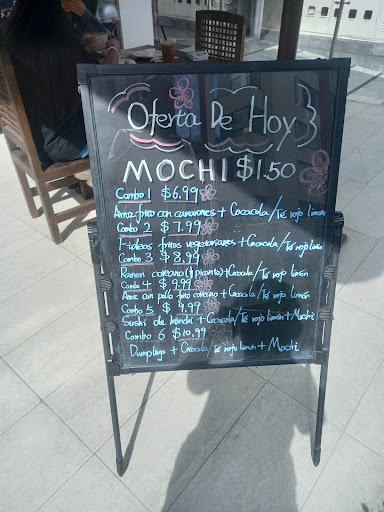 Oferta De Hoy
MOCHI $1.50
Combo 1 $6.99
Arroz frito con camarones + Cocacola/Té rojo limón
Combo 2 $7.99
Fideos fritos vegetarianos + Cocacola/Té rojo limón
Combo 3 $8.99
Ramen coreano (picante) + Cocacola/Té rojo limón
Combo 4 $9.99
Arroz con pollo frito coreano + Cocacola/Té rojo limón
Combo 5 $9.99
Sushi de kimchi + Cocacola/Té rojo limón + Mochi
Combo 6 $10.99
Dumplings + Cocacola/Té rojo limón + Mochi